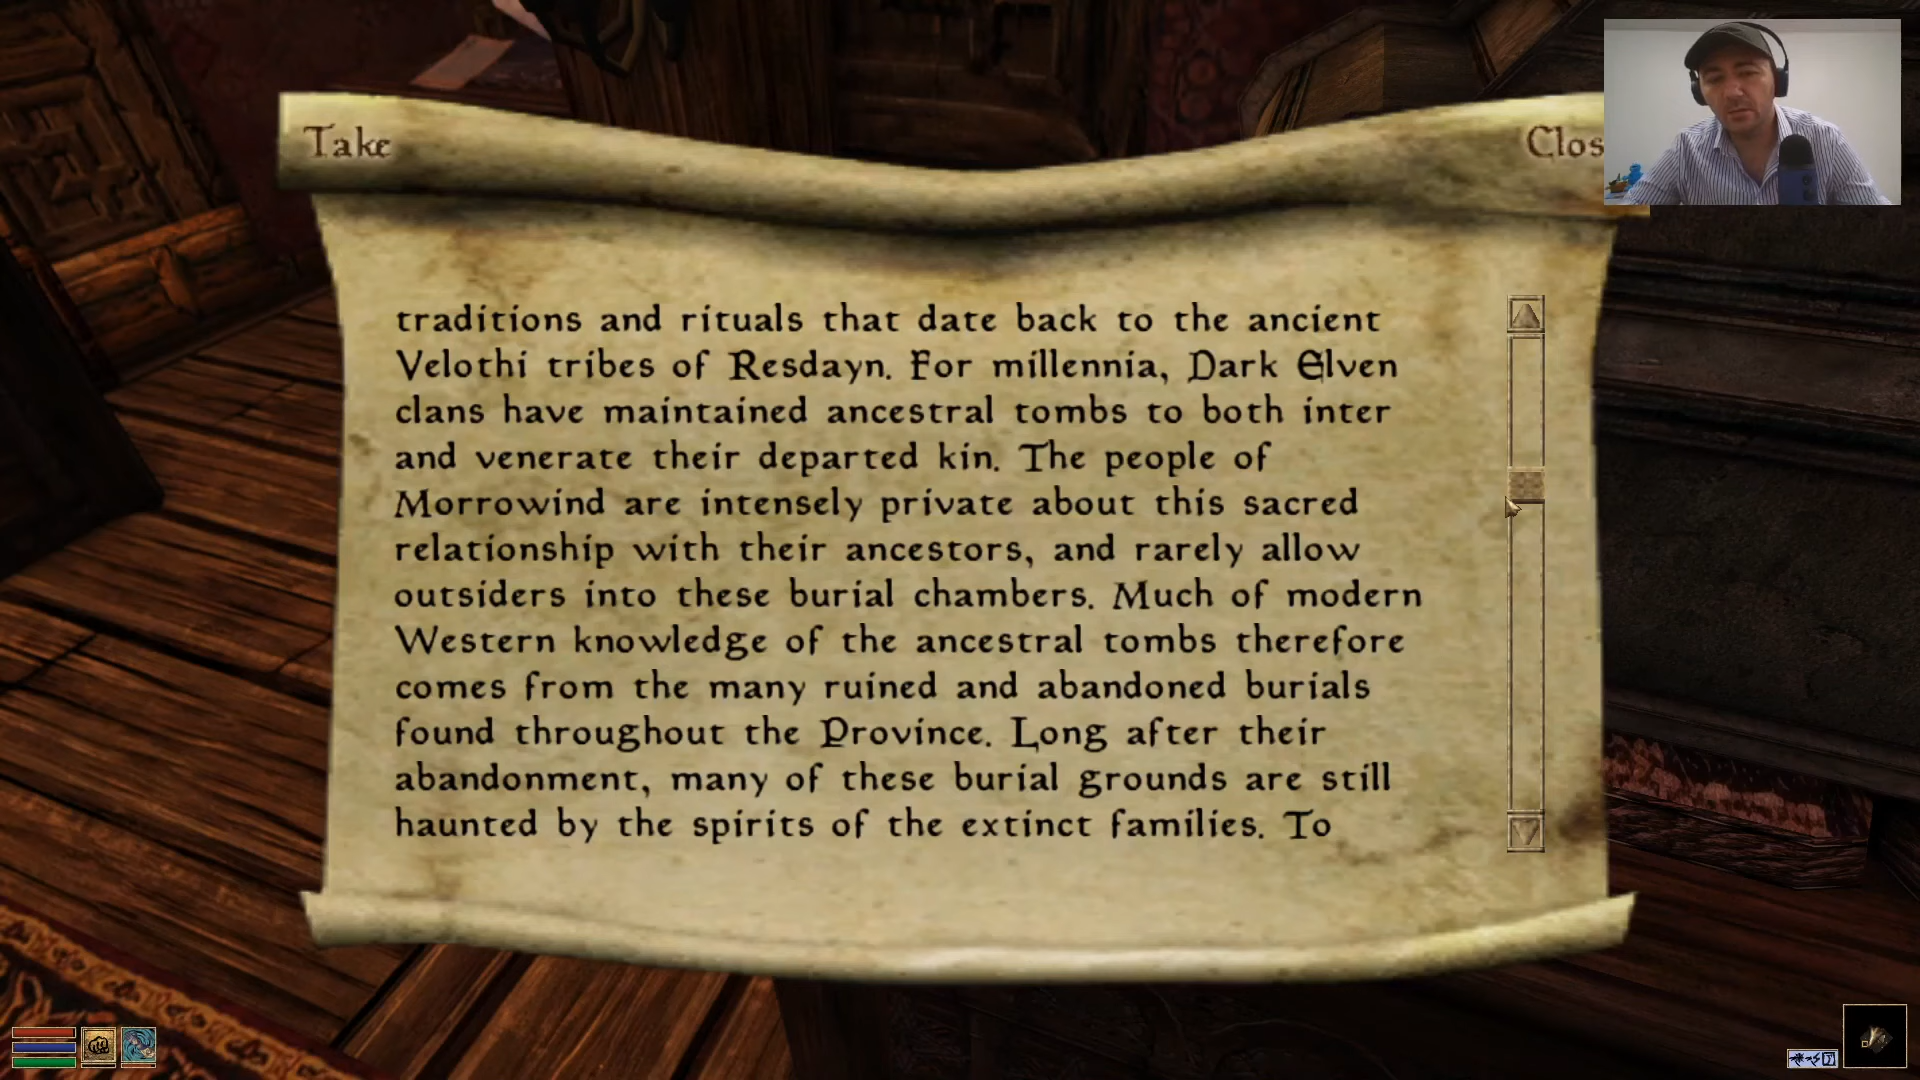 Take
Clos
traditions and rituals that date back to the ancient
Velothi tribes of Resdayn. For millennia, Dark Elven
clans have maintained ancestral tombs to both inter
and venerate their departed kin. The people of
Morrowind are intensely private about this sacred
relationship with their ancestors, and rarely allow
outsiders into these burial chambers. Much of modern
Western knowledge of the ancestral tombs therefore
comes from the many ruined and abandoned burials
found throughout the Province. Long after their
abandonment, many of these burial grounds are still
haunted by the spirits of the extinct families. To